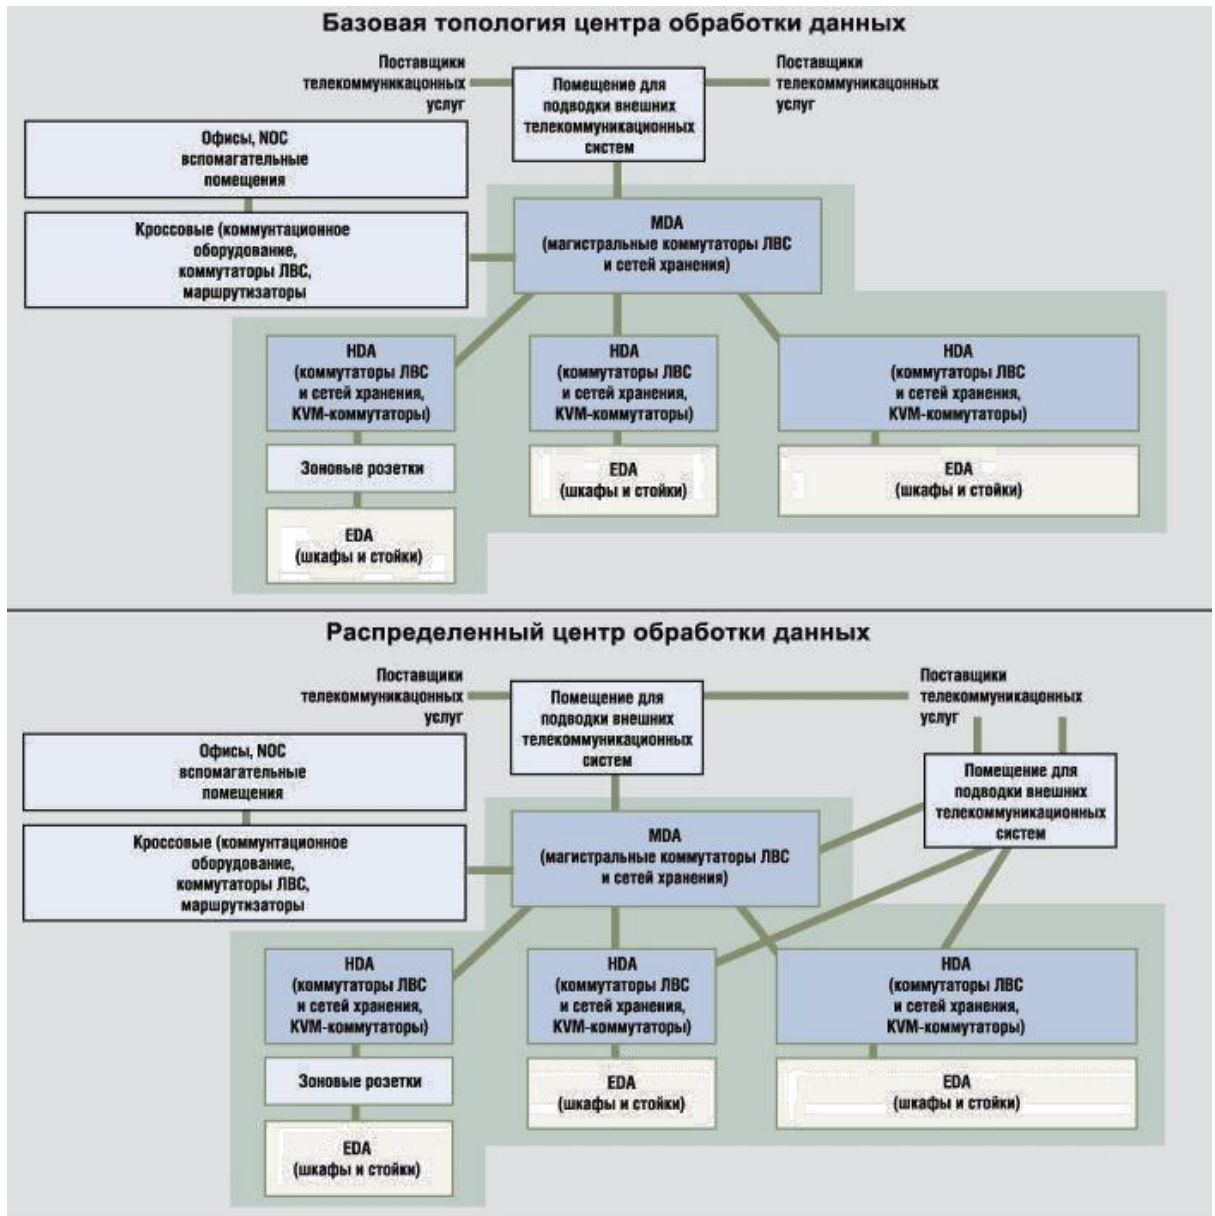 Базовая топология центра обработки данных
Поставщики
телекоммуникацонных
услуг
Помещение для
подводки внешних
телекоммуникационных
систем
Поставщики
телекоммуникацонных
услуг
Офисы, NOC
вспомагательные
помещения
Кроссовые (коммунтационное
оборудование,
коммутаторы ЛВС,
маршрутизаторы
MDA
(магистральные коммутаторы ЛВС
и сетей хранения)
HDA
(коммутаторы ЛВС
и сетей хранения,
KVM-коммутаторы)
HDA
(коммутаторы ЛВС
и сетей хранения,
KVM-коммутаторы)
HDA
(коммутаторы ЛВС
и сетей хранения,
KVM-коммутаторы)
Зоновые розетки
EDA
(шкафы и стойки)
EDA
(шкафы и стойки)
EDA
(шкафы и стойки)
Распределенный центр обработки данных
Поставщики
телекоммуникацонных
услуг
Помещение для
подводки внешних
телекоммуникационных
систем
Поставщики
телекоммуникацонных
услуг
Офисы, NOC
вспомагательные
помещения
Помещение для
подводки внешних
телекоммуникационных
систем
Кроссовые (коммунтационное
оборудование,
коммутаторы ЛВС,
маршрутизаторы
MDA
(магистральные коммутаторы ЛВС
и сетей хранения)
HDA
(коммутаторы ЛВС
и сетей хранения,
KVM-коммутаторы)
HDA
(коммутаторы ЛВС
и сетей хранения,
KVM-коммутаторы)
HDA
(коммутаторы ЛВС
и сетей хранения,
KVM-коммутаторы)
Зоновые розетки
EDA
(шкафы и стойки)
EDA
(шкафы и стойки)
EDA
(шкафы и стойки)